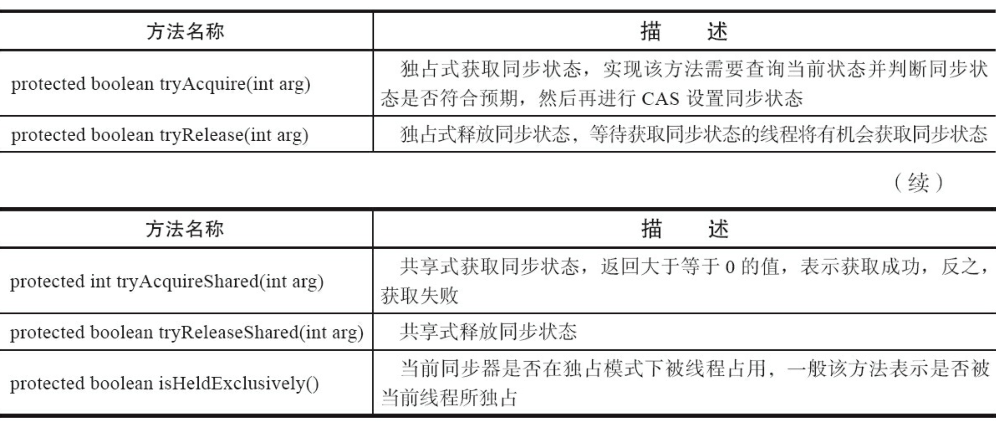 方法名称 描 述
protected boolean tryAcquire(int arg) 独占式获取同步状态，实现该方法需要查询当前状态并判断同步状
态是否符合预期，然后再进行 CAS 设置同步状态
protected boolean tryRelease(int arg) 独占式释放同步状态，等待获取同步状态的线程将有机会获取同步状态
（续）
方法名称 描 述
protected int tryAcquireShared(int arg) 共享式获取同步状态，返回大于等于 0 的值，表示获取成功，反之，
获取失败
protected boolean tryReleaseShared(int arg) 共享式释放同步状态
protected boolean isHeldExclusively() 当前同步器是否在独占模式下被线程占用，一般该方法表示是否被
当前线程所独占